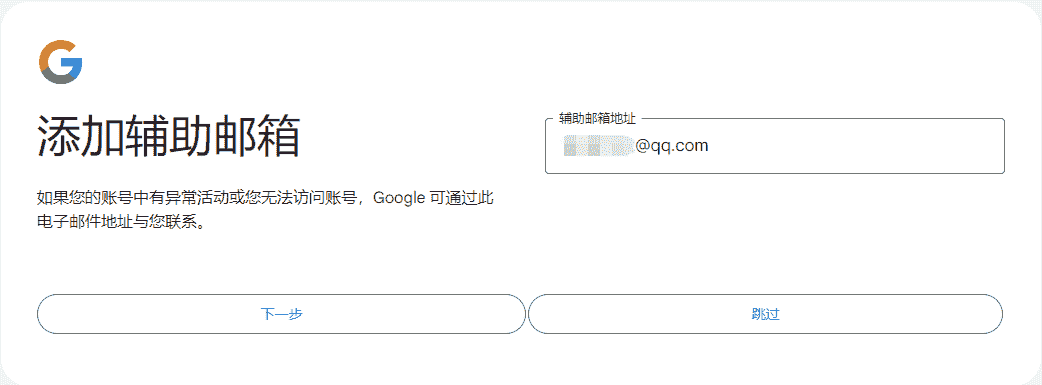 添加辅助邮箱
如果您的账号中有异常活动或您无法访问账号，Google 可通过此
电子邮件地址与您联系。
辅助邮箱地址
@qq.com
下一步
跳过